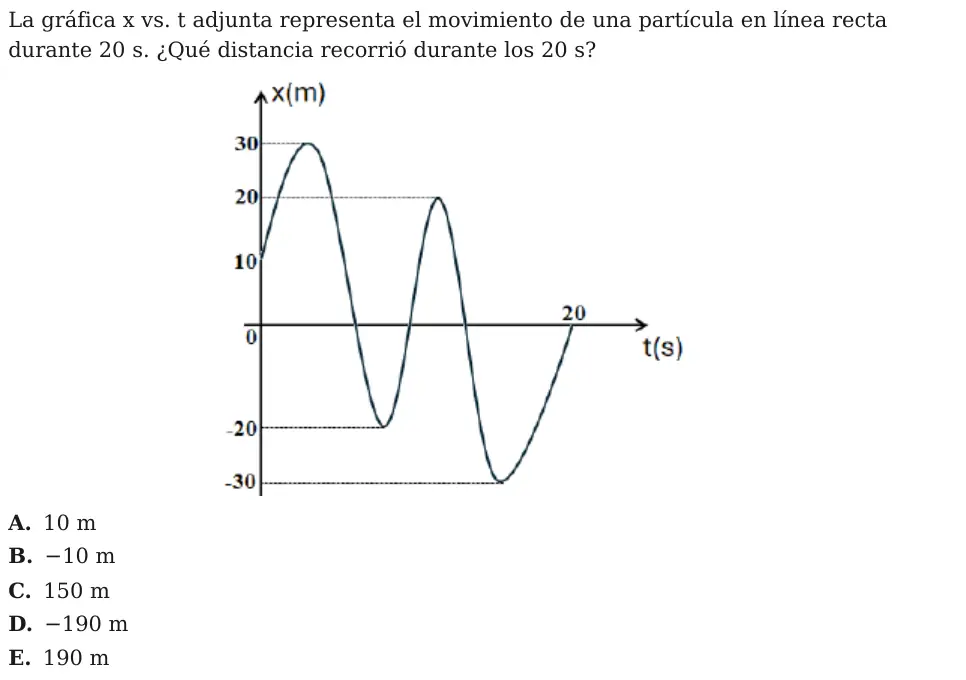 La gráfica x vs. t adjunta representa el movimiento de una partícula en línea recta
durante 20 s. ¿Qué distancia recorrió durante los 20 s?
x(m)
30
20
10
20
0
t(s)
-20
-30
A. 10 m
B. −10 m
C. 150 m
D. −190 m
E. 190 m